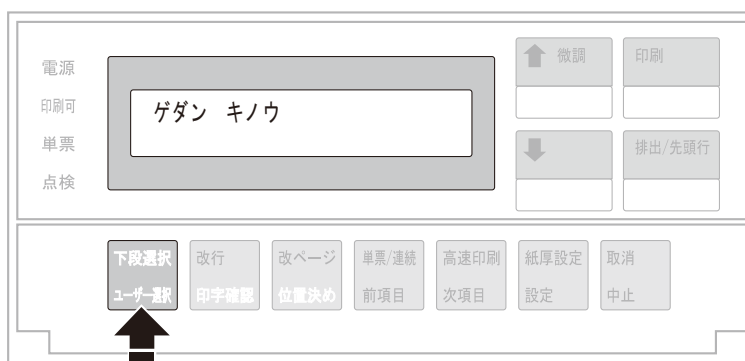 電源
印刷可
単票
点検
ゲダン キノウ
微調
印刷
排出/先頭行
下段選択
ユーザー選択
改行
印字確認
改ページ
位置決め
単票/連続
前項目
高速印刷
次項目
紙厚設定
設定
取消
中止